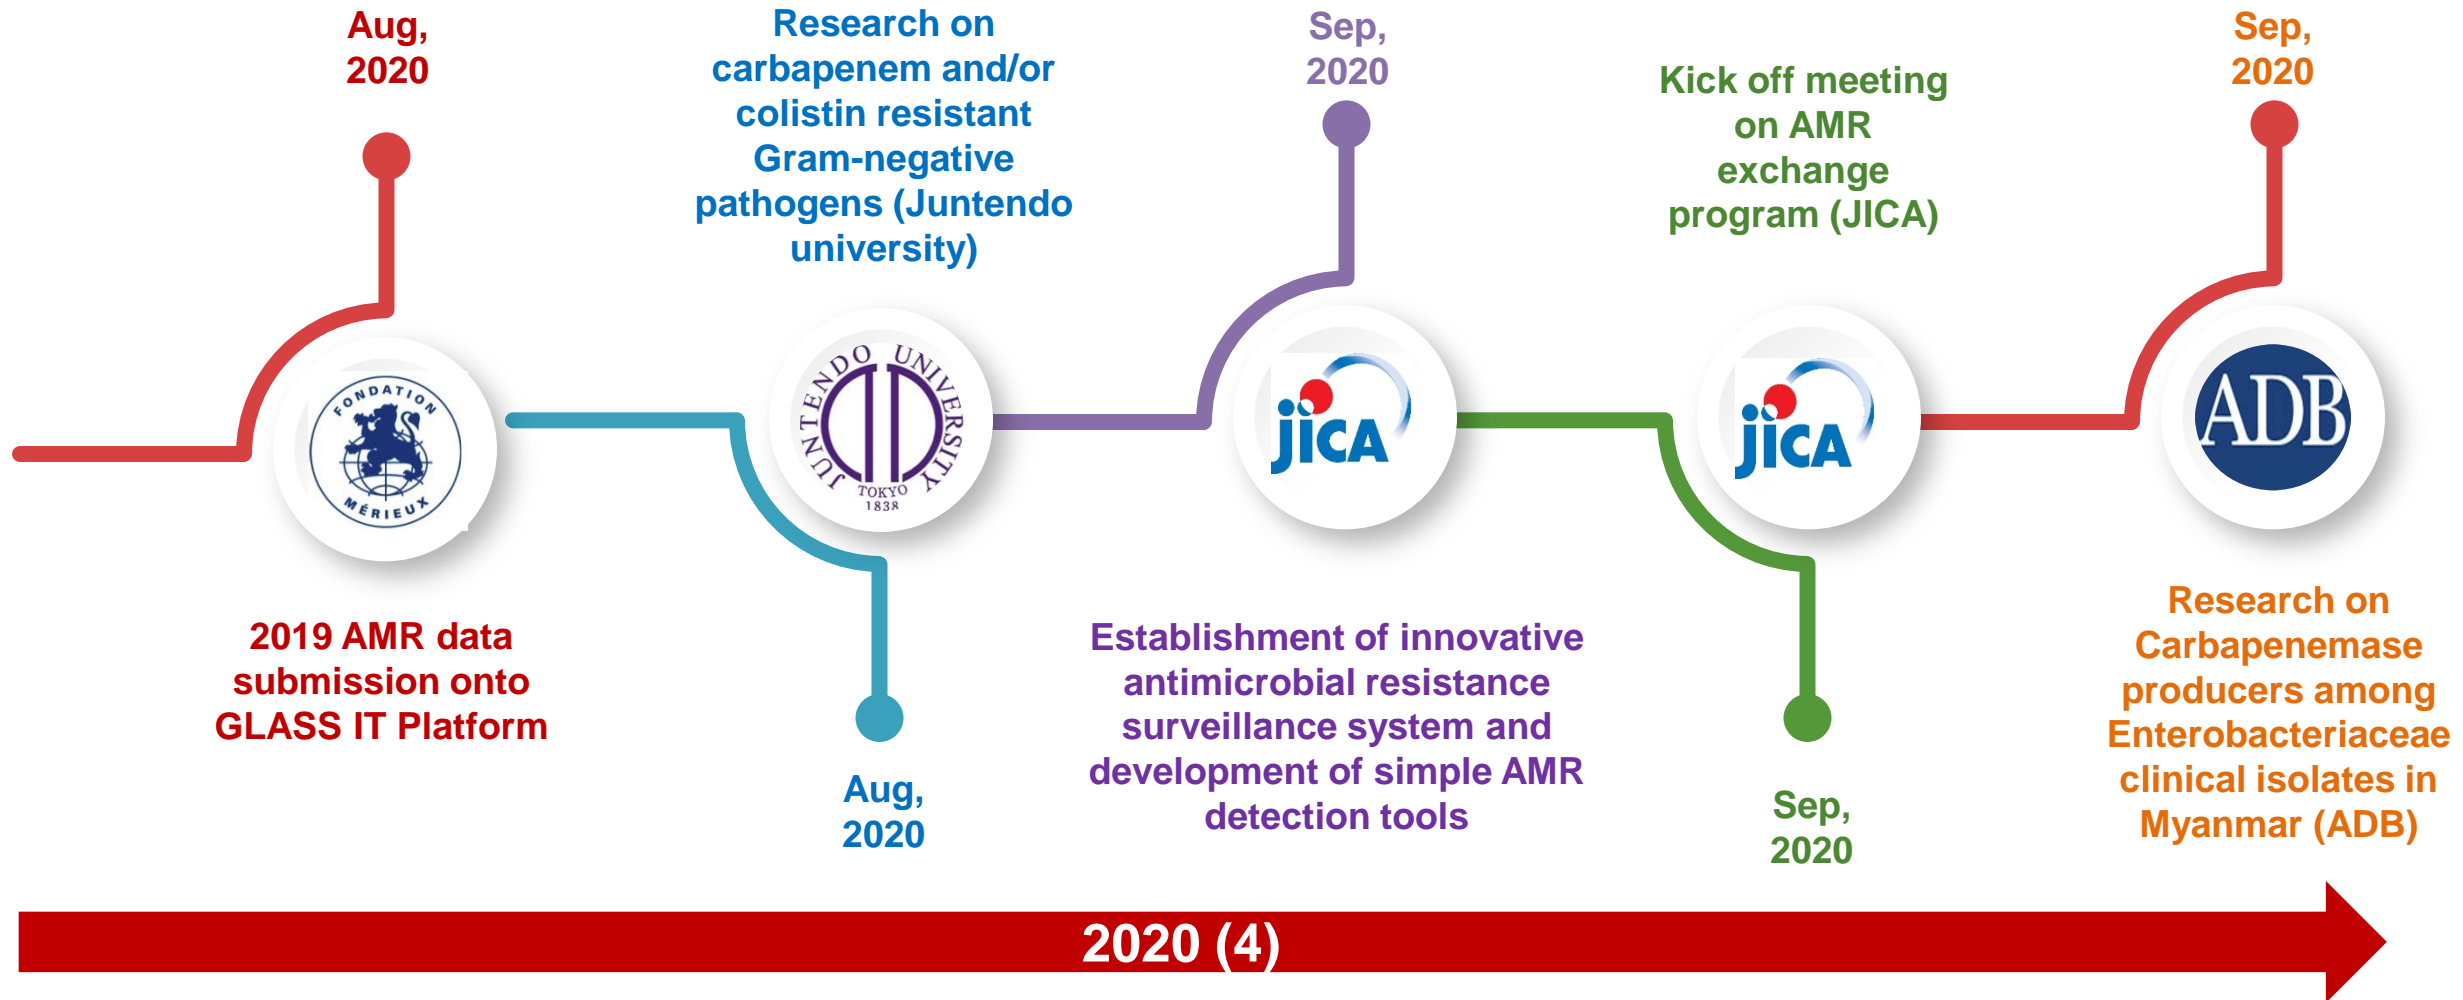 Aug,
2020
FONDATION
MÉRIEUX
2019 AMR data
submission onto
GLASS IT Platform
Research on
carbapenem and/or
colistin resistant
Gram-negative
pathogens (Juntendo
university)
JUNTENDO UNIVERSITY
TOKYO
1838
Aug,
2020
Sep,
2020
jICA
Establishment of innovative
antimicrobial resistance
surveillance system and
development of simple AMR
detection tools
Kick off meeting
on AMR
exchange
program (JICA)
jICA
Sep,
2020
Sep,
2020
ADB
Research on
Carbapenemase
producers among
Enterobacteriaceae
clinical isolates in
Myanmar (ADB)
2020 (4)